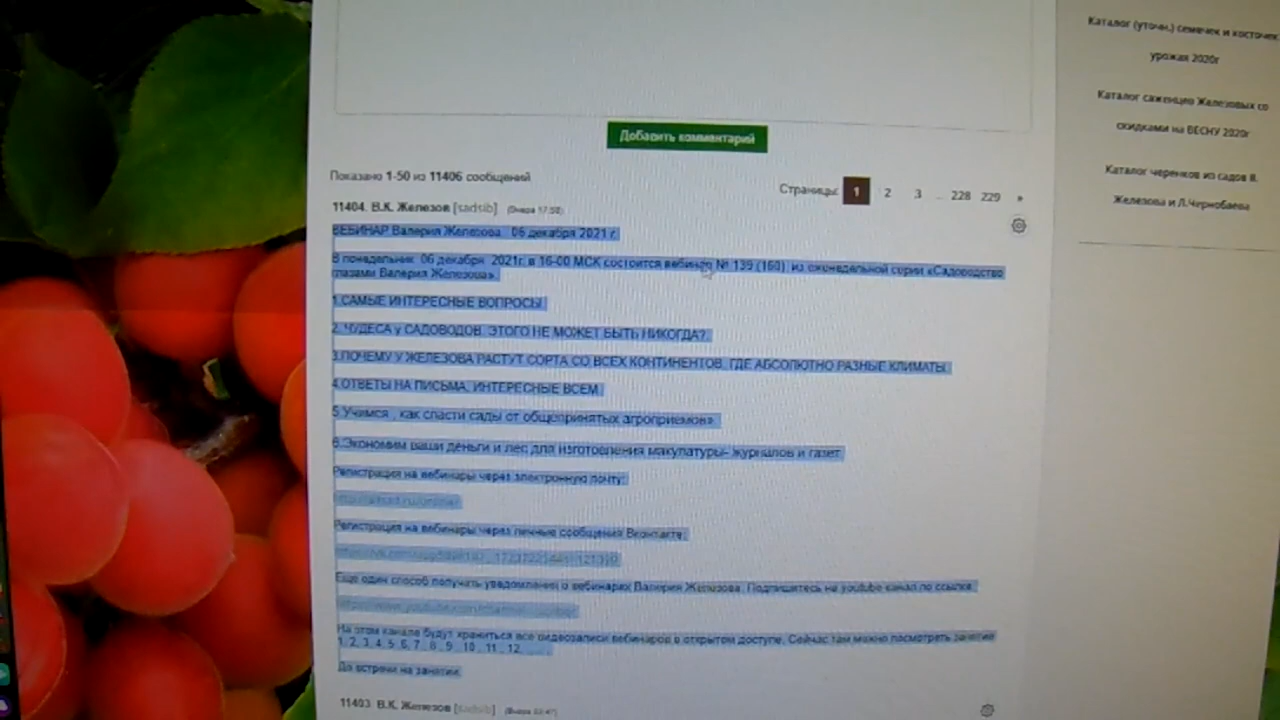 Добавить комментарий
Показано 1-50 из 11406 сообщений
Страницы: 1 2 3 ... 228 229 »
11404. В.К. Железов [sadsib] (Вчера 17:58)
ВЕБИНАР Валерия Железова. 06 декабря 2021 г.
В понедельник 06 декабря 2021г. в 16-00 МСК состоится вебинар № 139 (160) из еженедельной серии «Садоводство
глазами Валерия Железова».
1.САМЫЕ ИНТЕРЕСНЫЕ ВОПРОСЫ
2. ЧУДЕСА у САДОВОДОВ. ЭТОГО НЕ МОЖЕТ БЫТЬ НИКОГДА?.
3.ПОЧЕМУ У ЖЕЛЕЗОВА РАСТУТ СОРТА СО ВСЕХ КОНТИНЕНТОВ, ГДЕ АБСОЛЮТНО РАЗНЫЕ КЛИМАТЫ.
4.ОТВЕТЫ НА ПИСЬМА, ИНТЕРЕСНЫЕ ВСЕМ.
5.Учимся , как спасти сады от общепринятых агроприемов».
6.Экономим ваши деньги и лес для изготовления макулатуры- журналов и газет.
Регистрация на вебинары через электронную почту:
Регистрация на вебинары через личные сообщения Вконтакте:
Еще один способ получать уведомления о вебинарах Валерия Железова. Подпишитесь на youtube канал по ссылке
На этом канале будут храниться все видеозаписи вебинаров в открытом доступе. Сейчас там можно посмотреть занятия
1, 2, 3, 4, 5, 6, 7 , 8 , 9 , 10 , 11 , 12
До встречи на занятии.
11403. В.К. Железов [sadsib]
Каталог (уточн.) семечек и косточек
урожая 2020г
Каталог саженцев Железовых со
скидками на ВЕСНУ 2020г
Каталог черенков из садов В.
Железова и Л.Чернобаева